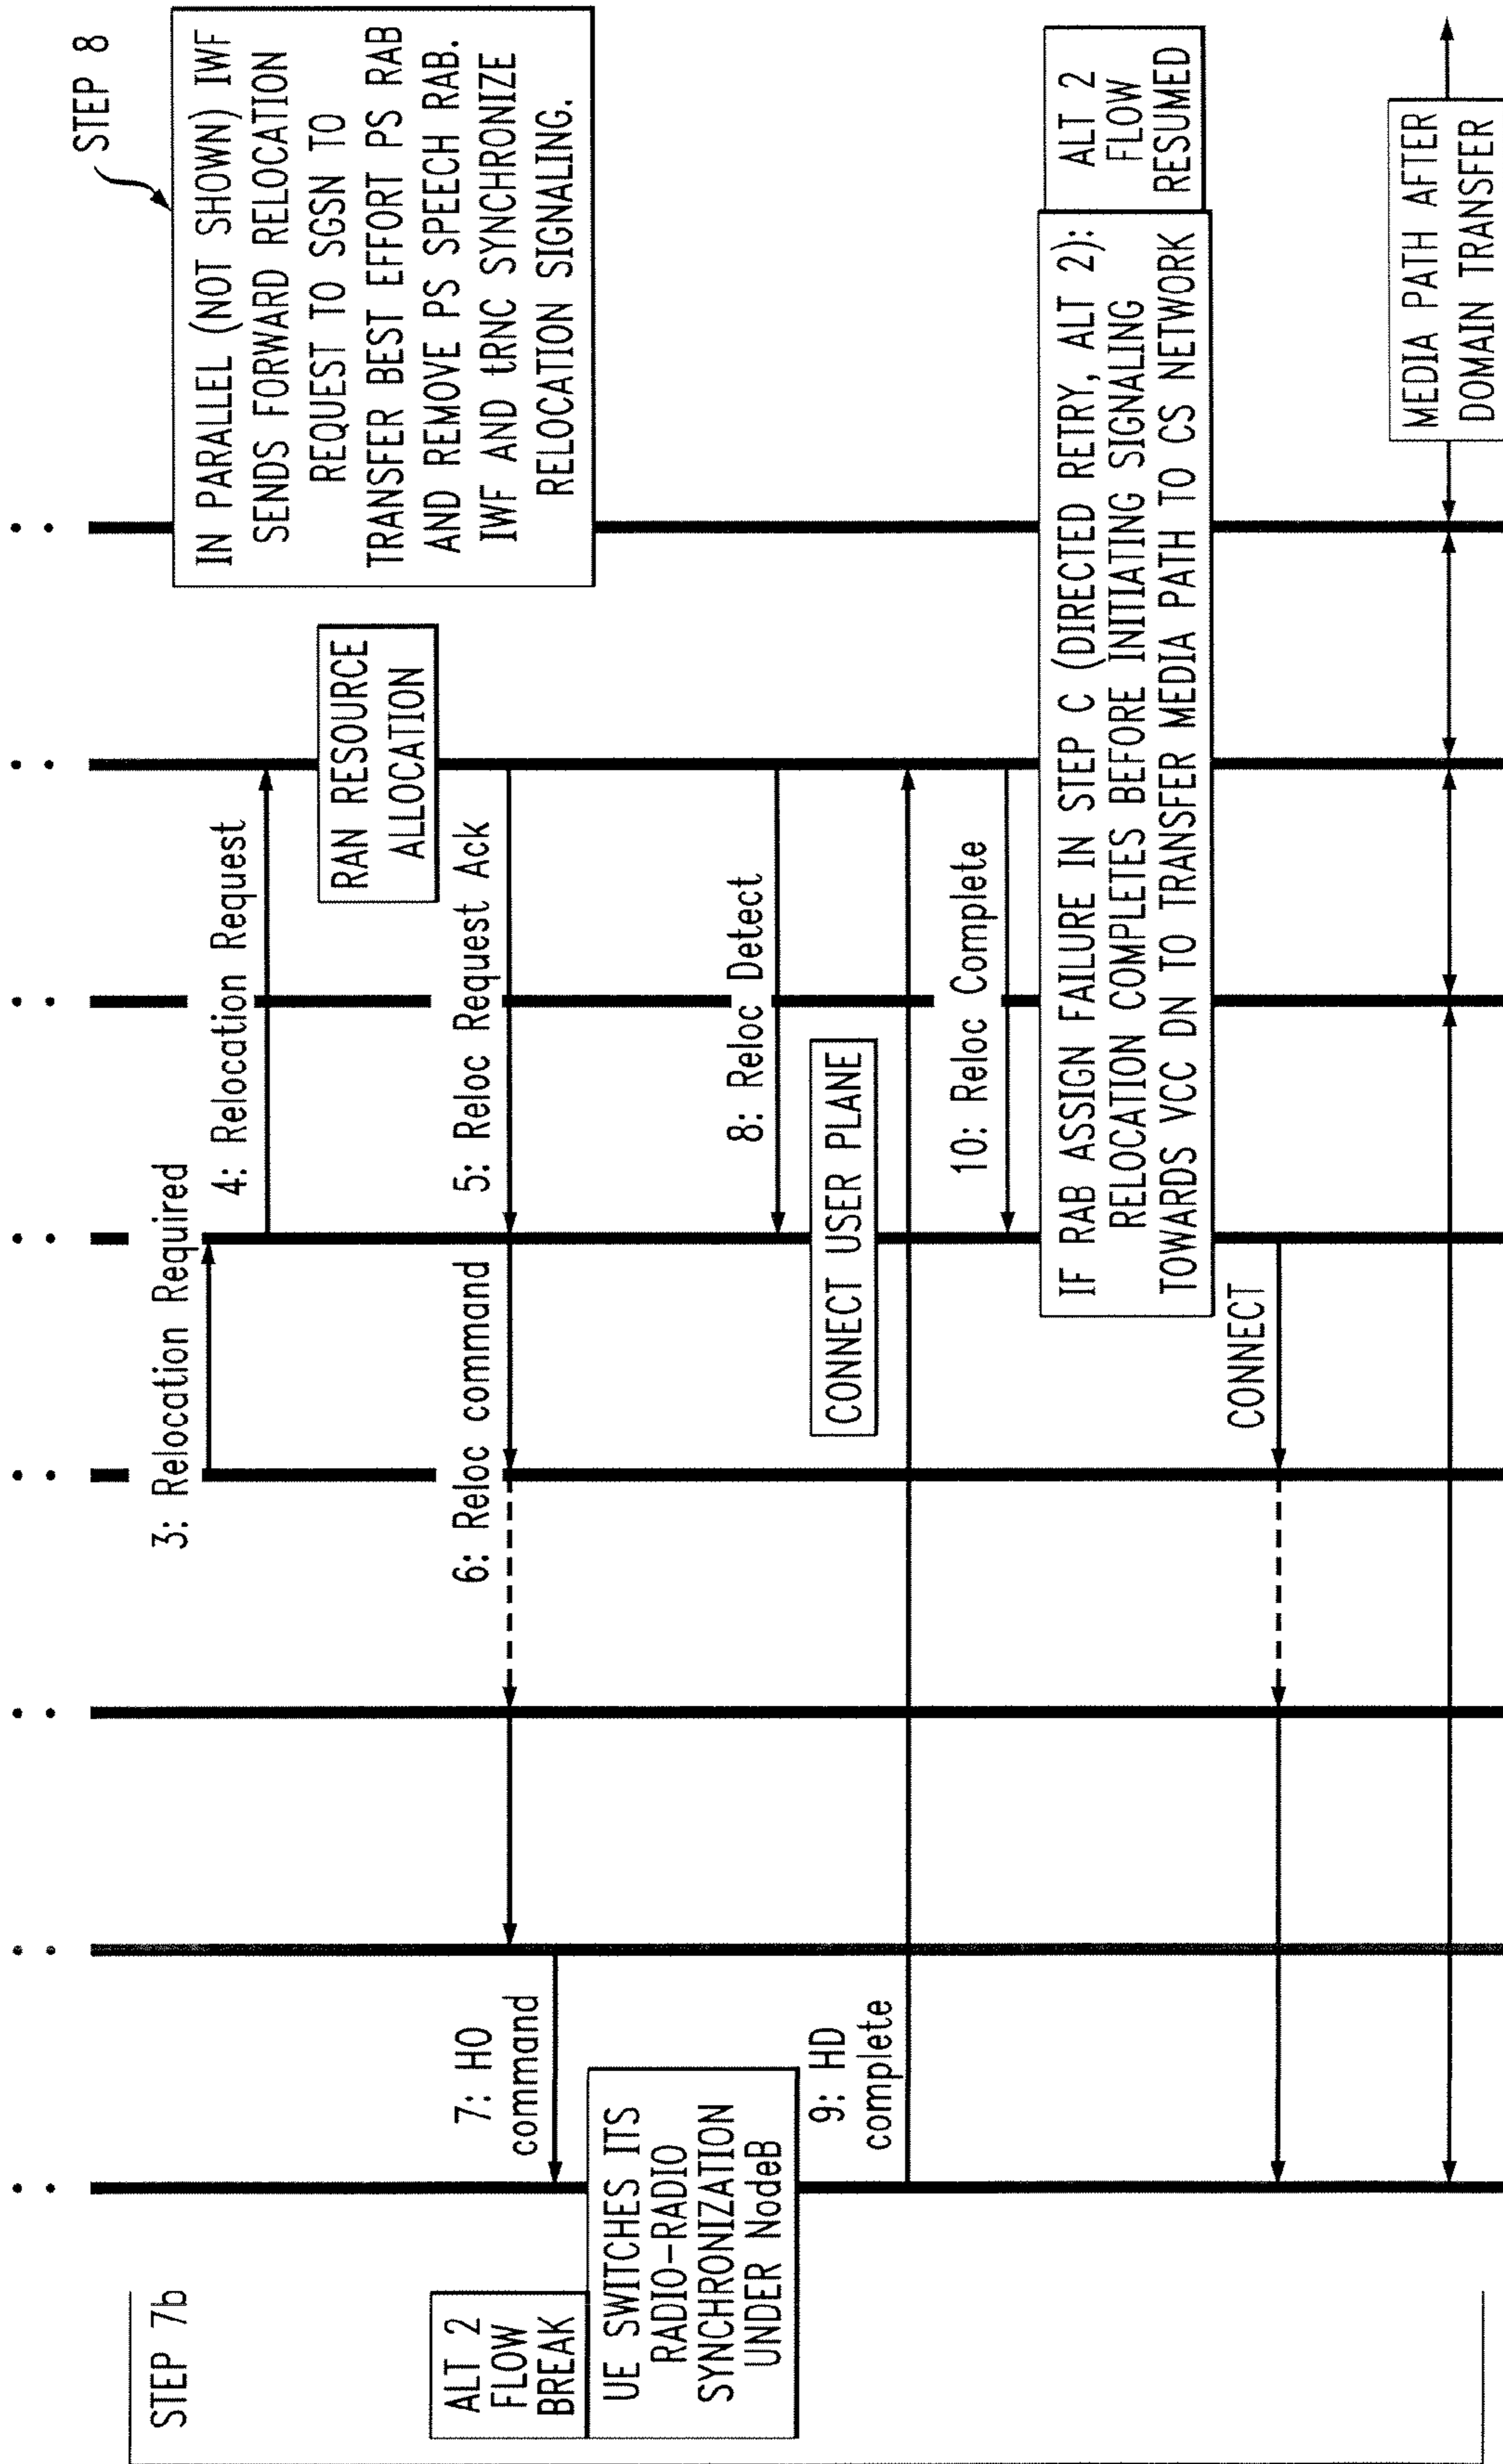 STEP 8
IN PARALLEL (NOT SHOWN) IWF
SENDS FORWARD RELOCATION
REQUEST TO SGSN TO
TRANSFER BEST EFFORT PS RAB
AND REMOVE PS SPEECH RAB.
IWF AND tRNC SYNCHRONIZE
RELOCATION SIGNALING.
STEP 7b
3: Relocation Required
4: Relocation Request
RAN RESOURCE
ALLOCATION
5: Reloc Request Ack
6: Reloc command
7: HO
command
ALT 2
FLOW
BREAK
UE SWITCHES ITS
RADIO-RADIO
SYNCHRONIZATION
UNDER NodeB
8: Reloc Detect
CONNECT USER PLANE
9: HD
complete
10: Reloc Complete
IF RAB ASSIGN FAILURE IN STEP C (DIRECTED RETRY, ALT 2):
RELOCATION COMPLETES BEFORE INITIATING SIGNALING
TOWARDS VCC DN TO TRANSFER MEDIA PATH TO CS NETWORK
ALT 2
FLOW
RESUMED
CONNECT
MEDIA PATH AFTER
DOMAIN TRANSFER